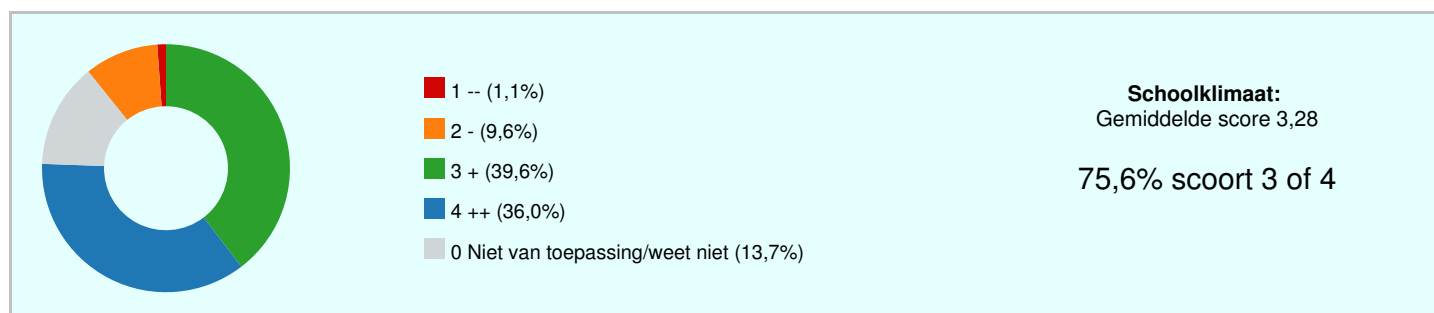 1 -- (1,1%)
2 - (9,6%)
3 + (39,6%)
4 ++ (36,0%)
0 Niet van toepassing/weet niet (13,7%)
Schoolklimaat:
Gemiddelde score 3,28
75,6% scoort 3 of 4